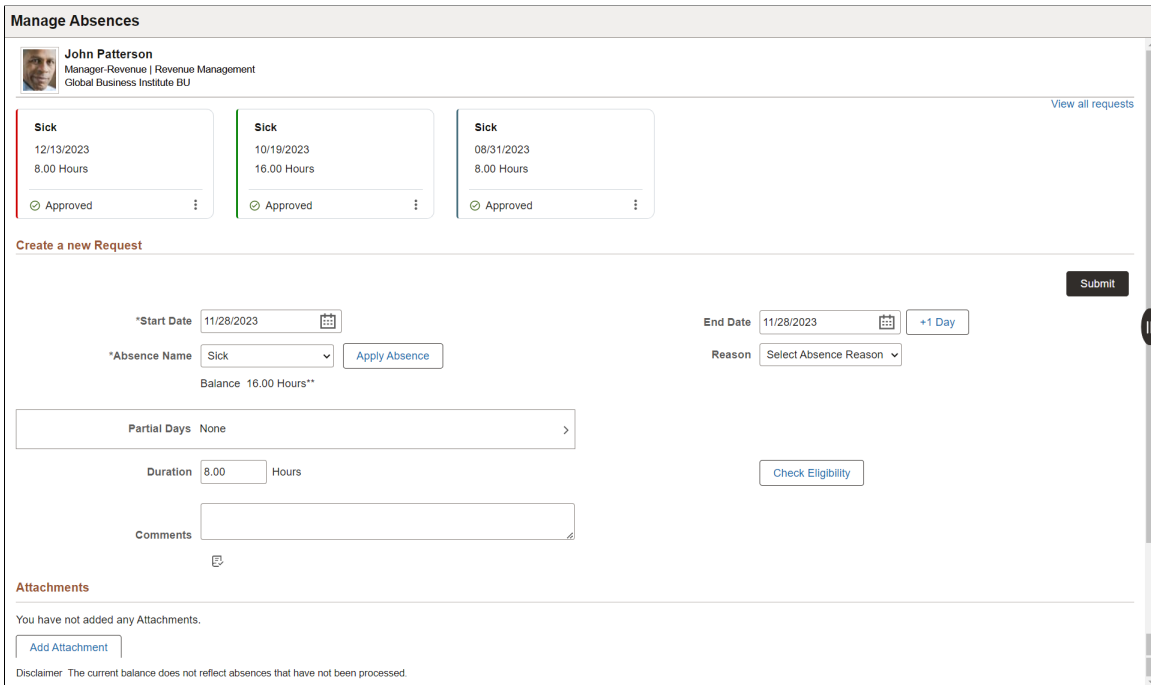 Manage Absences
John Patterson
Manager-Revenue | Revenue Management
Global Business Institute BU
View all requests
Sick
12/13/2023
8.00 Hours
Approved
Sick
10/19/2023
16.00 Hours
Approved
Sick
08/31/2023
8.00 Hours
Approved
Create a new Request
Submit
*Start Date 11/28/2023 End Date 11/28/2023 +1 Day
*Absence Name Sick Apply Absence Reason Select Absence Reason
Balance 16.00 Hours**
Partial Days None
Duration 8.00 Hours Check Eligibility
Comments
Attachments
You have not added any Attachments.
Add Attachment
Disclaimer The current balance does not reflect absences that have not been processed.